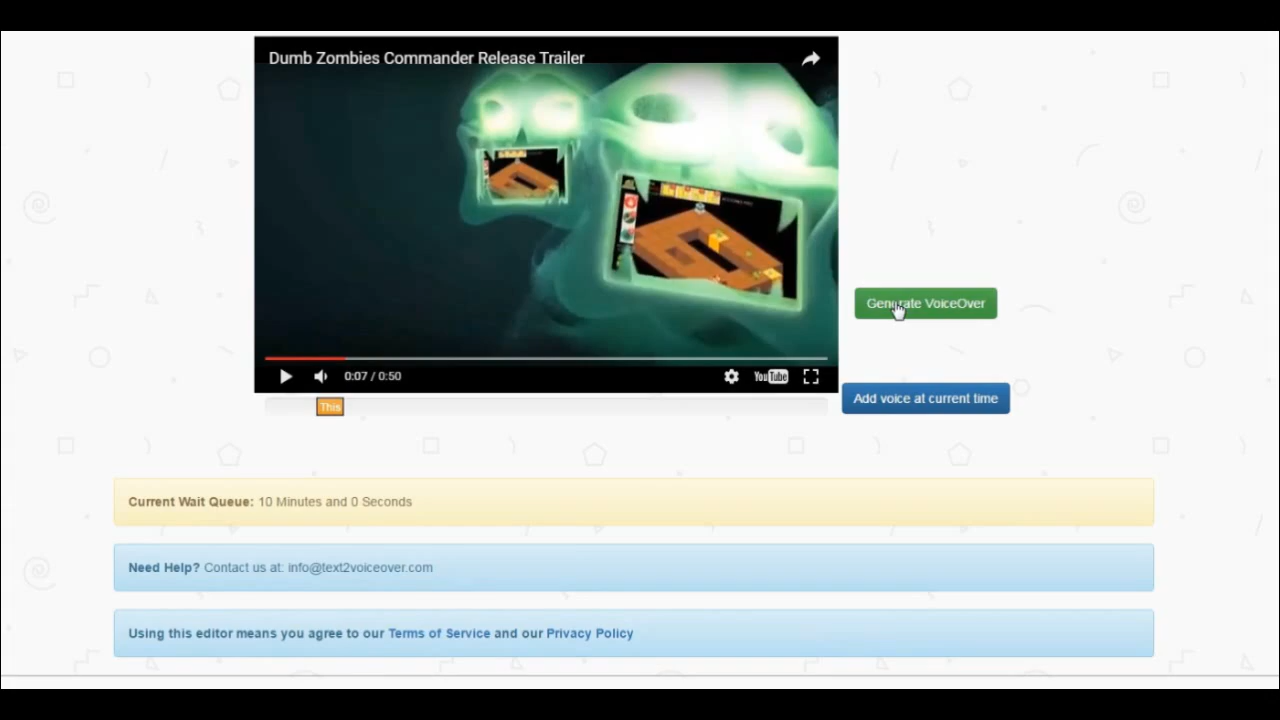 Dumb Zombies Commander Release Trailer
Generate VoiceOver
0:07 / 0:50
YouTube
This
Add voice at current time
Current Wait Queue: 10 Minutes and 0 Seconds
Need Help? Contact us at: info@text2voiceover.com
Using this editor means you agree to our Terms of Service and our Privacy Policy